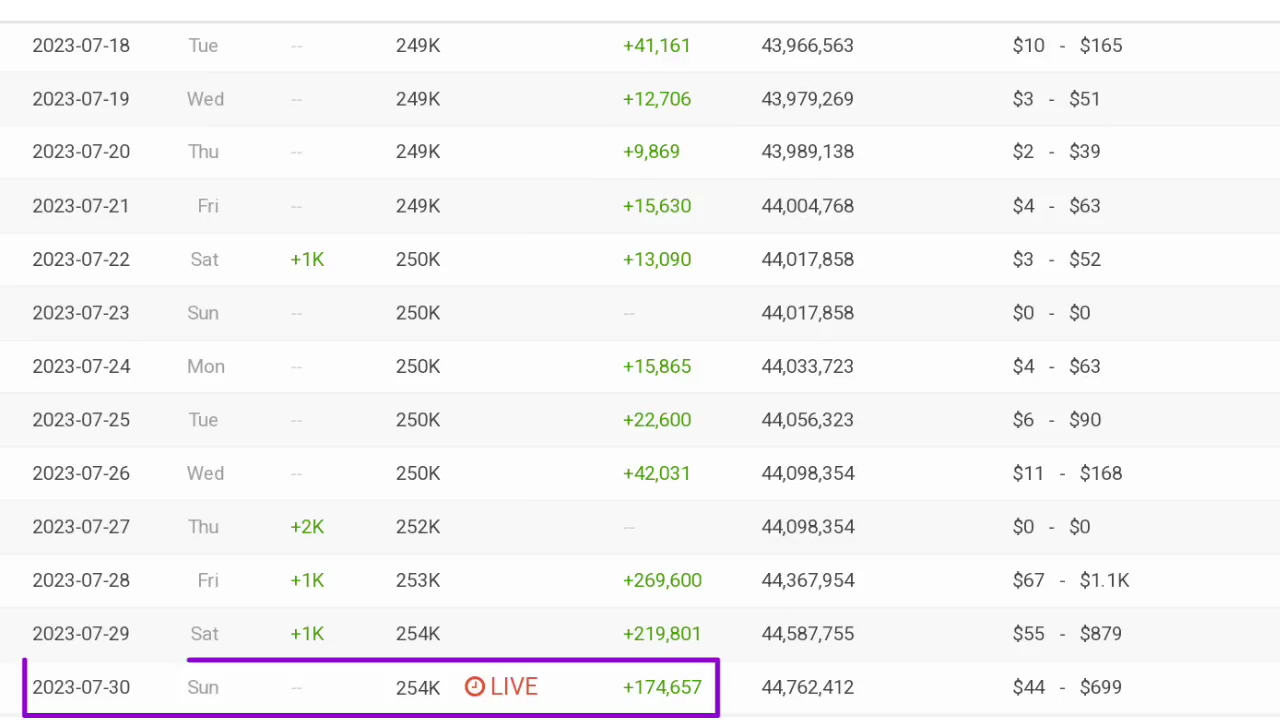 2023-07-18 Tue -- 249K +41,161 43,966,563 $10 - $165
2023-07-19 Wed -- 249K +12,706 43,979,269 $3 - $51
2023-07-20 Thu -- 249K +9,869 43,989,138 $2 - $39
2023-07-21 Fri -- 249K +15,630 44,004,768 $4 - $63
2023-07-22 Sat +1K 250K +13,090 44,017,858 $3 - $52
2023-07-23 Sun -- 250K -- 44,017,858 $0 - $0
2023-07-24 Mon -- 250K +15,865 44,033,723 $4 - $63
2023-07-25 Tue -- 250K +22,600 44,056,323 $6 - $90
2023-07-26 Wed -- 250K +42,031 44,098,354 $11 - $168
2023-07-27 Thu +2K 252K -- 44,098,354 $0 - $0
2023-07-28 Fri +1K 253K +269,600 44,367,954 $67 - $1.1K
2023-07-29 Sat +1K 254K +219,801 44,587,755 $55 - $879
2023-07-30 Sun -- 254K LIVE +174,657 44,762,412 $44 - $699